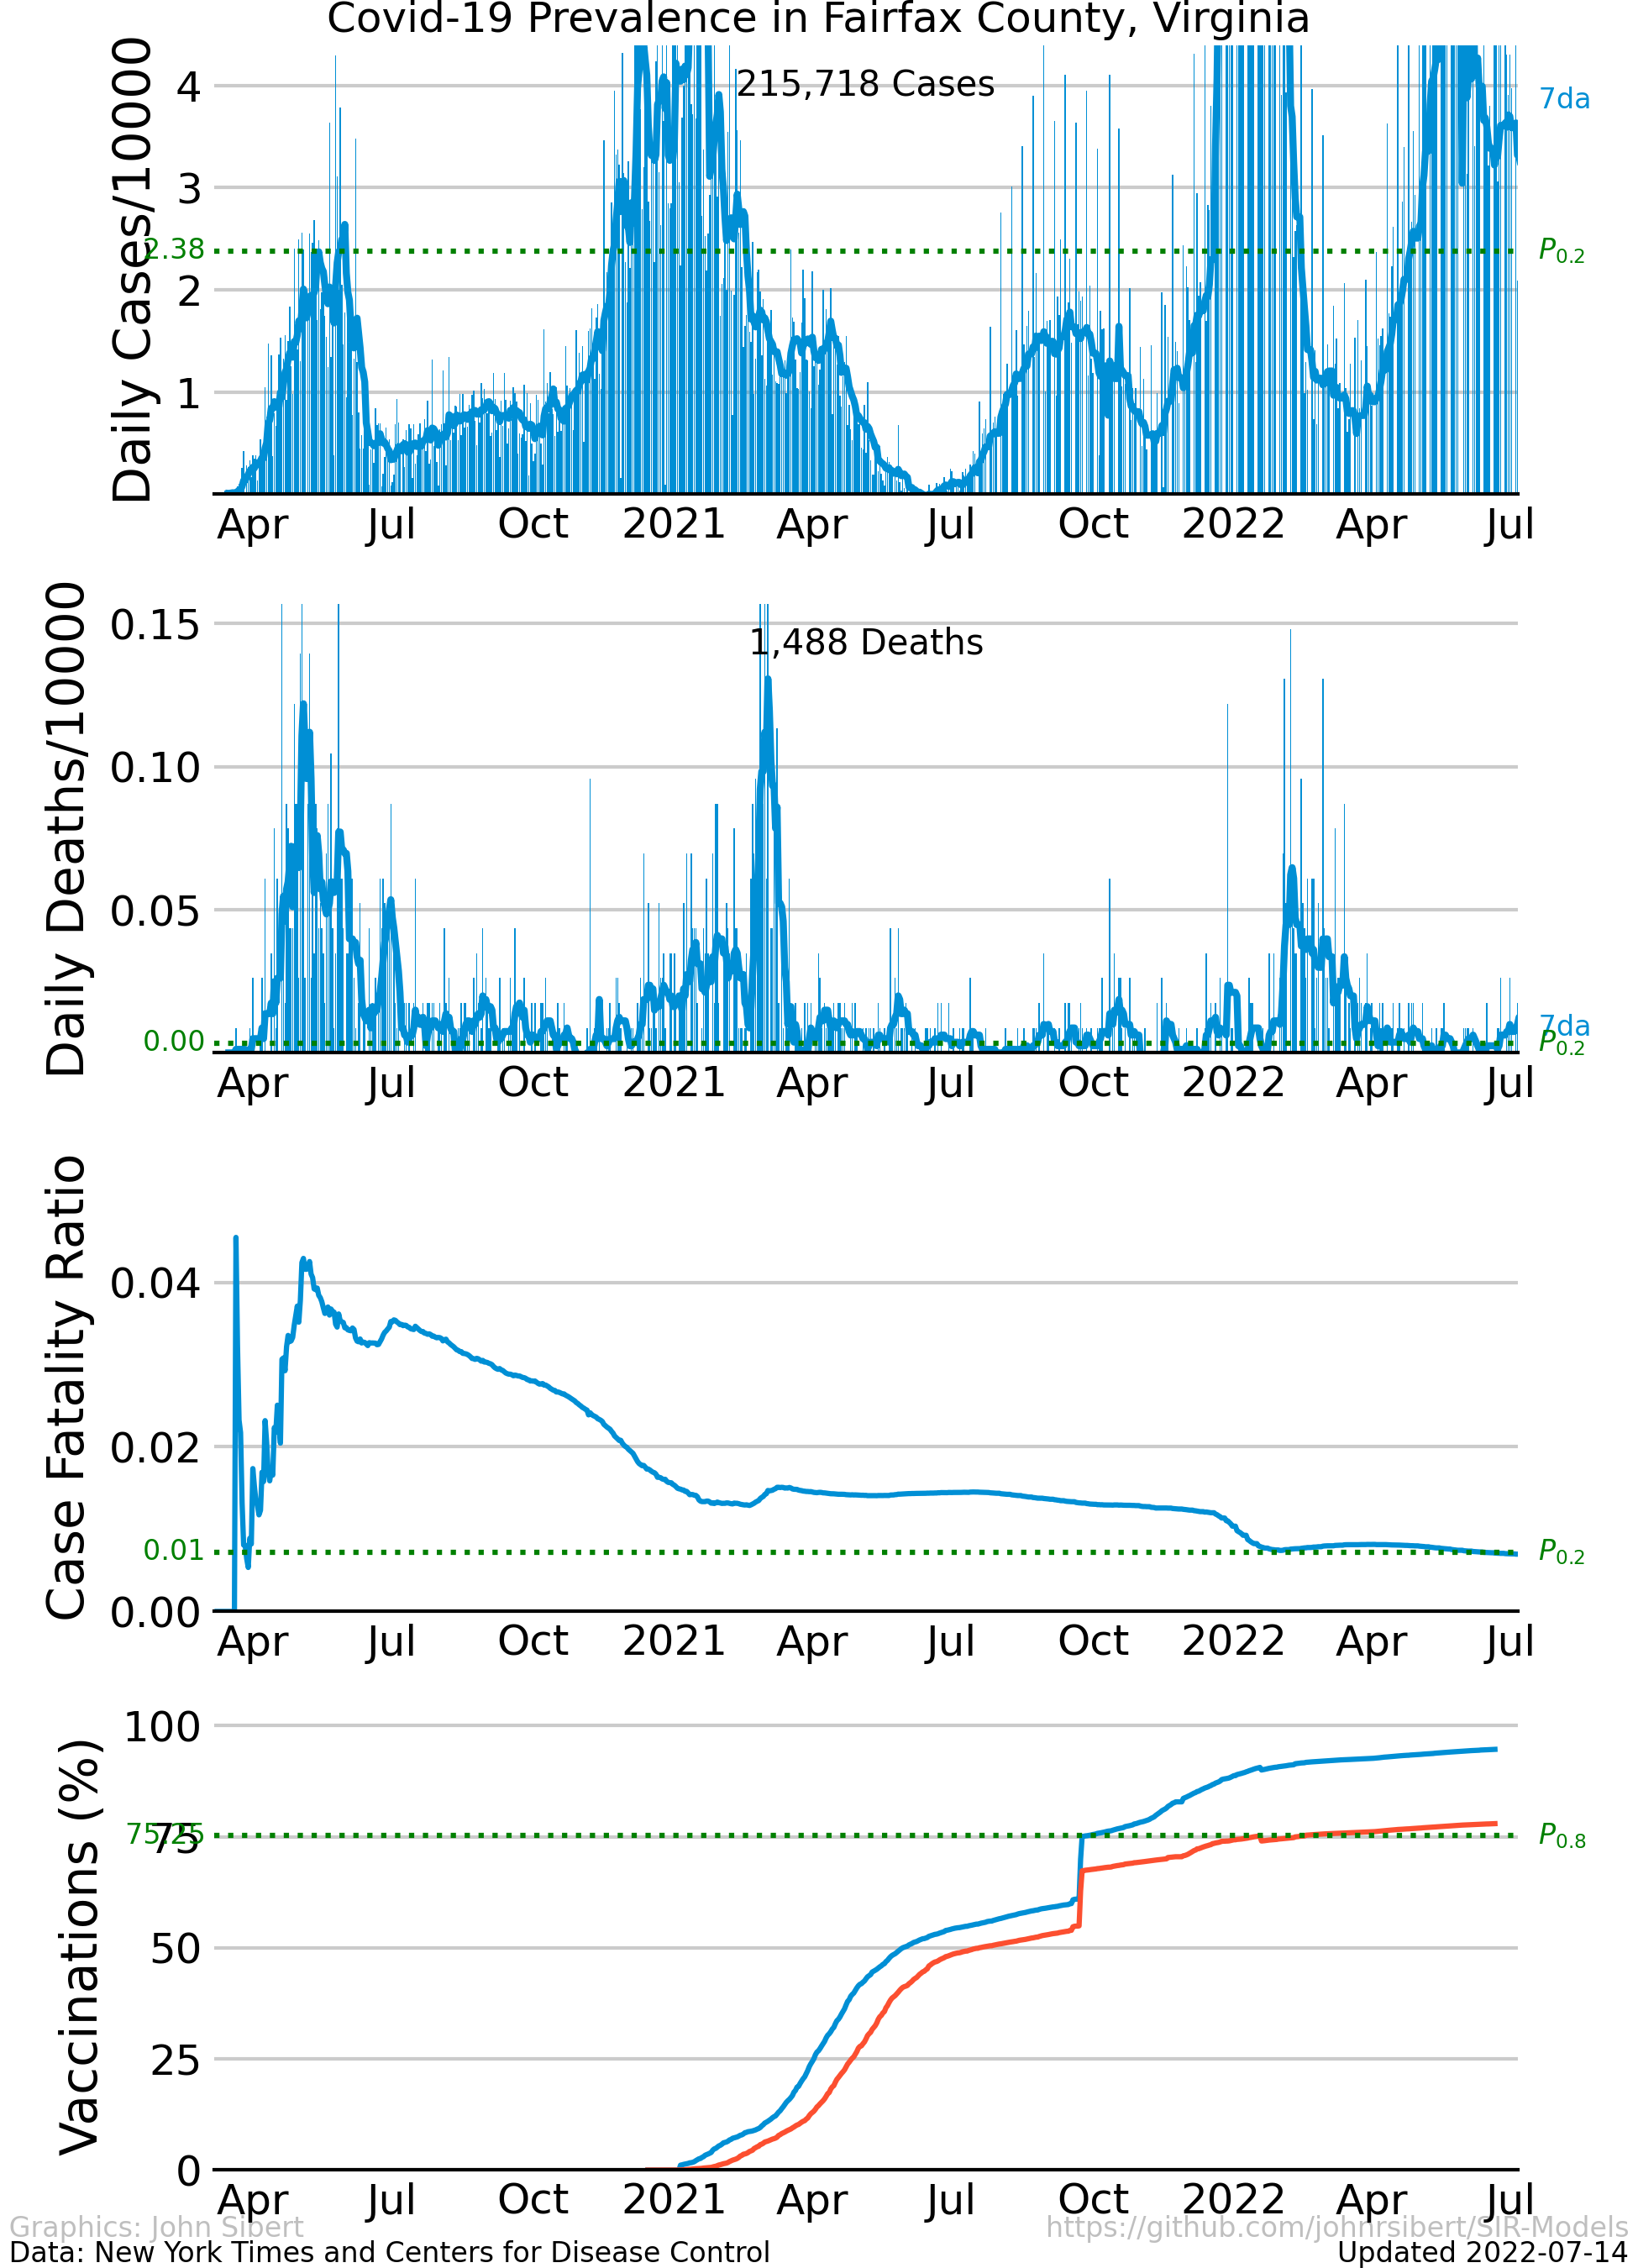 Covid-19 Prevalence in Fairfax County, Virginia
Daily Cases/10000
4
3
2
1
2.38
215,718 Cases
7da
P0.2
Apr Jul Oct 2021 Apr Jul Oct 2022 Apr Jul
Daily Deaths/10000
0.15
0.10
0.05
0.00
1,488 Deaths
7da
P0.2
Apr Jul Oct 2021 Apr Jul Oct 2022 Apr Jul
Case Fatality Ratio
0.04
0.02
0.01
0.00
P0.2
Apr Jul Oct 2021 Apr Jul Oct 2022 Apr Jul
Vaccinations (%)
100
75
75.25
50
25
0
P0.8
Apr Jul Oct 2021 Apr Jul Oct 2022 Apr Jul
Graphics: John Sibert
https://github.com/johnrsibert/SIR-Models
Data: New York Times and Centers for Disease Control
Updated 2022-07-14